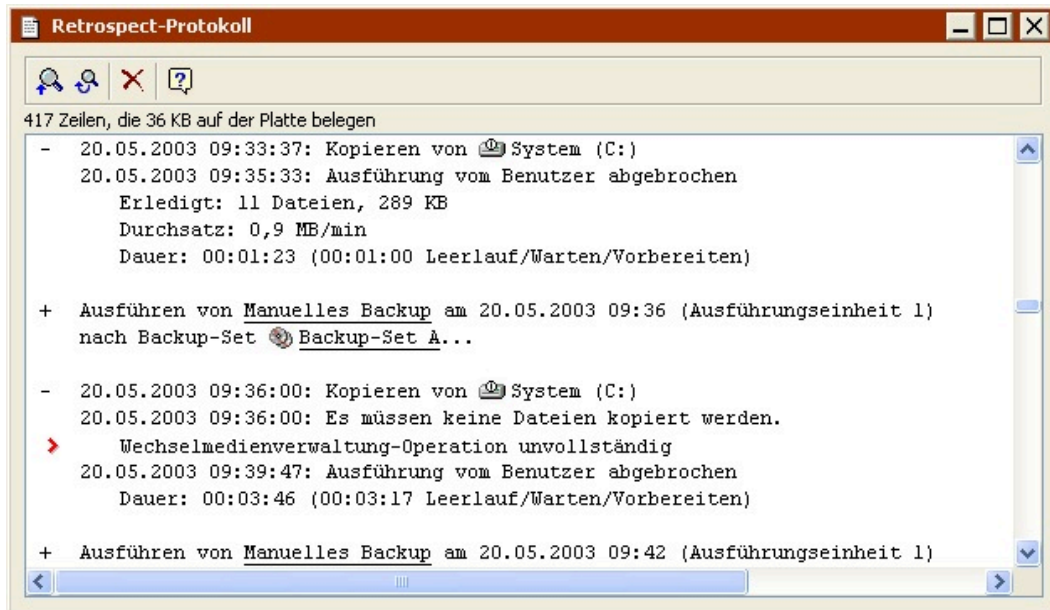 Retrospect-Protokoll
417 Zeilen, die 36 KB auf der Platte belegen
- 20.05.2003 09:33:37: Kopieren von System (C:)
20.05.2003 09:35:33: Ausführung vom Benutzer abgebrochen
Erledigt: 11 Dateien, 289 KB
Durchsatz: 0,9 MB/min
Dauer: 00:01:23 (00:01:00 Leerlauf/Warten/Vorbereiten)
+ Ausführen von Manuelles Backup am 20.05.2003 09:36 (Ausführungseinheit 1)
nach Backup-Set Backup-Set A...
- 20.05.2003 09:36:00: Kopieren von System (C:)
20.05.2003 09:36:00: Es müssen keine Dateien kopiert werden.
Wechselmedienverwaltung-Operation unvollständig
20.05.2003 09:39:47: Ausführung vom Benutzer abgebrochen
Dauer: 00:03:46 (00:03:17 Leerlauf/Warten/Vorbereiten)
+ Ausführen von Manuelles Backup am 20.05.2003 09:42 (Ausführungseinheit 1)